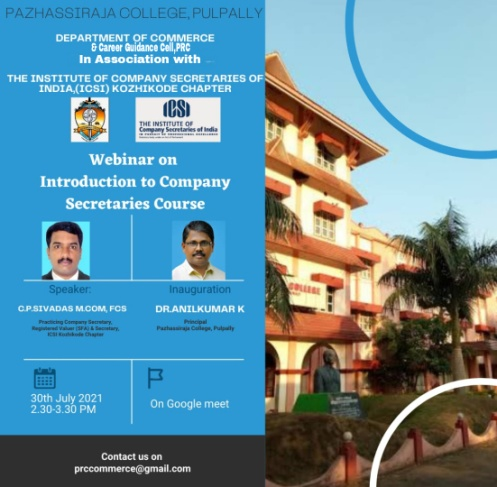 PAZHASSIRAJA COLLEGE, PULPALLY
DEPARTMENT OF COMMERCE
& Career Guidance Cell,PRC
In Association with
THE INSTITUTE OF COMPANY SECRETARIES OF
INDIA,(ICSI) KOZHIKODE CHAPTER
ICSI
THE INSTITUTE OF
Company Secretaries of India
Webinar on
Introduction to Company
Secretaries Course
Speaker:
Inauguration
C.P.SIVADAS M.COM, FCS
DR.ANILKUMAR K
Practicing Company Secretary,
Registered Valuer (SFA) & Secretary,
ICSI Kozhikode Chapter
Principal
Pazhassiraja College, Pulpally
30th July 2021
2.30-3.30 PM
On Google meet
Contact us on
prccommerce@gmail.com
COLLEGE